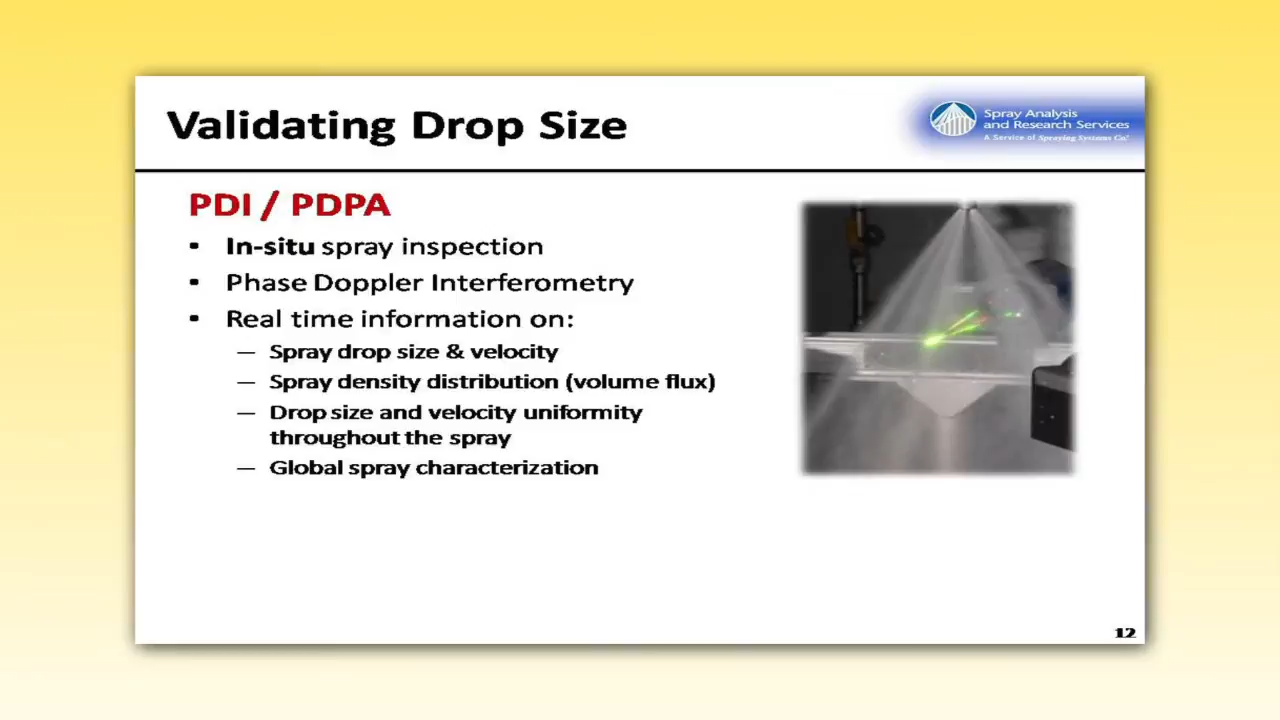 Validating Drop Size
Spray Analysis
and Research Services
A Service of Spraying Systems Co.®
PDI / PDPA
• In-situ spray inspection
• Phase Doppler Interferometry
• Real time information on:
— Spray drop size & velocity
— Spray density distribution (volume flux)
— Drop size and velocity uniformity
throughout the spray
— Global spray characterization
12